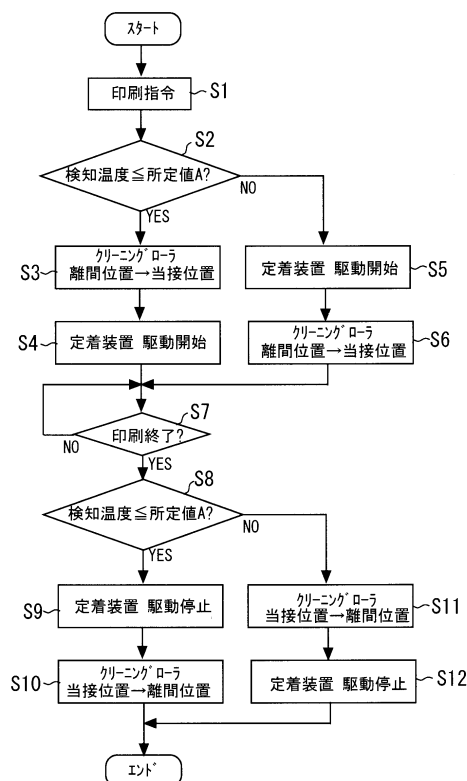 スタート
印刷指令
S1
S2
検知温度≦所定値A?
NO
YES
クリーニングローラ
離間位置→当接位置
S3
定着装置 駆動開始
S5
定着装置 駆動開始
S4
クリーニングローラ
離間位置→当接位置
S6
S7
印刷終了?
NO
YES
S8
検知温度≦所定値A?
NO
YES
定着装置 駆動停止
S9
クリーニングローラ
当接位置→離間位置
S11
クリーニングローラ
当接位置→離間位置
S10
定着装置 駆動停止
S12
エンド